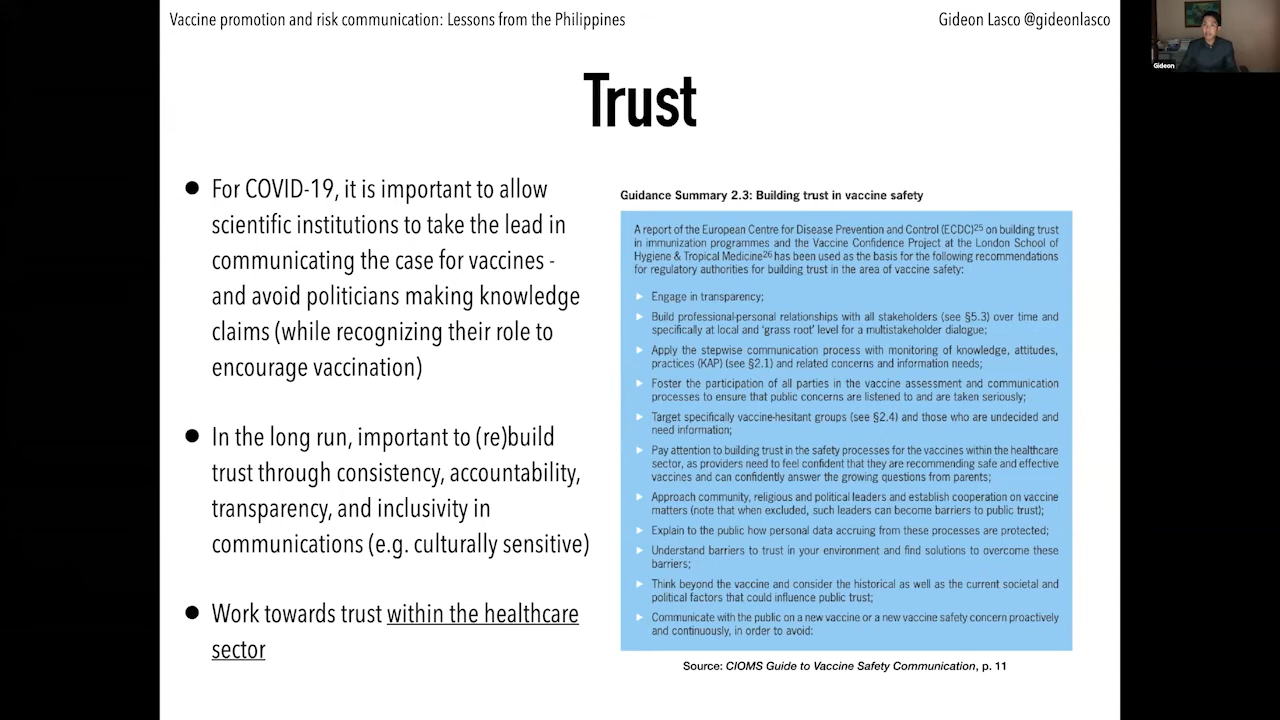 Vaccine promotion and risk communication: Lessons from the Philippines
Gideon Lasco @gideonlasco
Gideon
Trust
● For COVID-19, it is important to allow
scientific institutions to take the lead in
communicating the case for vaccines -
and avoid politicians making knowledge
claims (while recognizing their role to
encourage vaccination)
● In the long run, important to (re)build
trust through consistency, accountability,
transparency, and inclusivity in
communications (e.g. culturally sensitive)
● Work towards trust within the healthcare
sector
Guidance Summary 2.3: Building trust in vaccine safety
A report of the European Centre for Disease Prevention and Control (ECDC)25 on building trust
in immunization programmes and the Vaccine Confidence Project at the London School of
Hygiene & Tropical Medicine26 has been used as the basis for the following recommendations
for regulatory authorities for building trust in the area of vaccine safety:
Engage in transparency;
Build professional-personal relationships with all stakeholders (see §5.3) over time and
specifically at local and 'grass root' level for a multistakeholder dialogue;
Apply the stepwise communication process with monitoring of knowledge, attitudes,
practices (KAP) (see §2.1) and related concerns and information needs;
Foster the participation of all parties in the vaccine assessment and communication
processes to ensure that public concerns are listened to and are taken seriously;
Target specifically vaccine-hesitant groups (see §2.4) and those who are undecided and
need information;
Pay attention to building trust in the safety processes for the vaccines within the healthcare
sector, as providers need to feel confident that they are recommending safe and effective
vaccines and can confidently answer the growing questions from parents;
Approach community, religious and political leaders and establish cooperation on vaccine
matters (note that when excluded, such leaders can become barriers to public trust);
Explain to the public how personal data accruing from these processes are protected;
Understand barriers to trust in your environment and find solutions to overcome these
barriers;
Think beyond the vaccine and consider the historical as well as the current societal and
political factors that could influence public trust;
Communicate with the public on a new vaccine or a new vaccine safety concern proactively
and continuously, in order to avoid:
Source: CIOMS Guide to Vaccine Safety Communication, p. 11